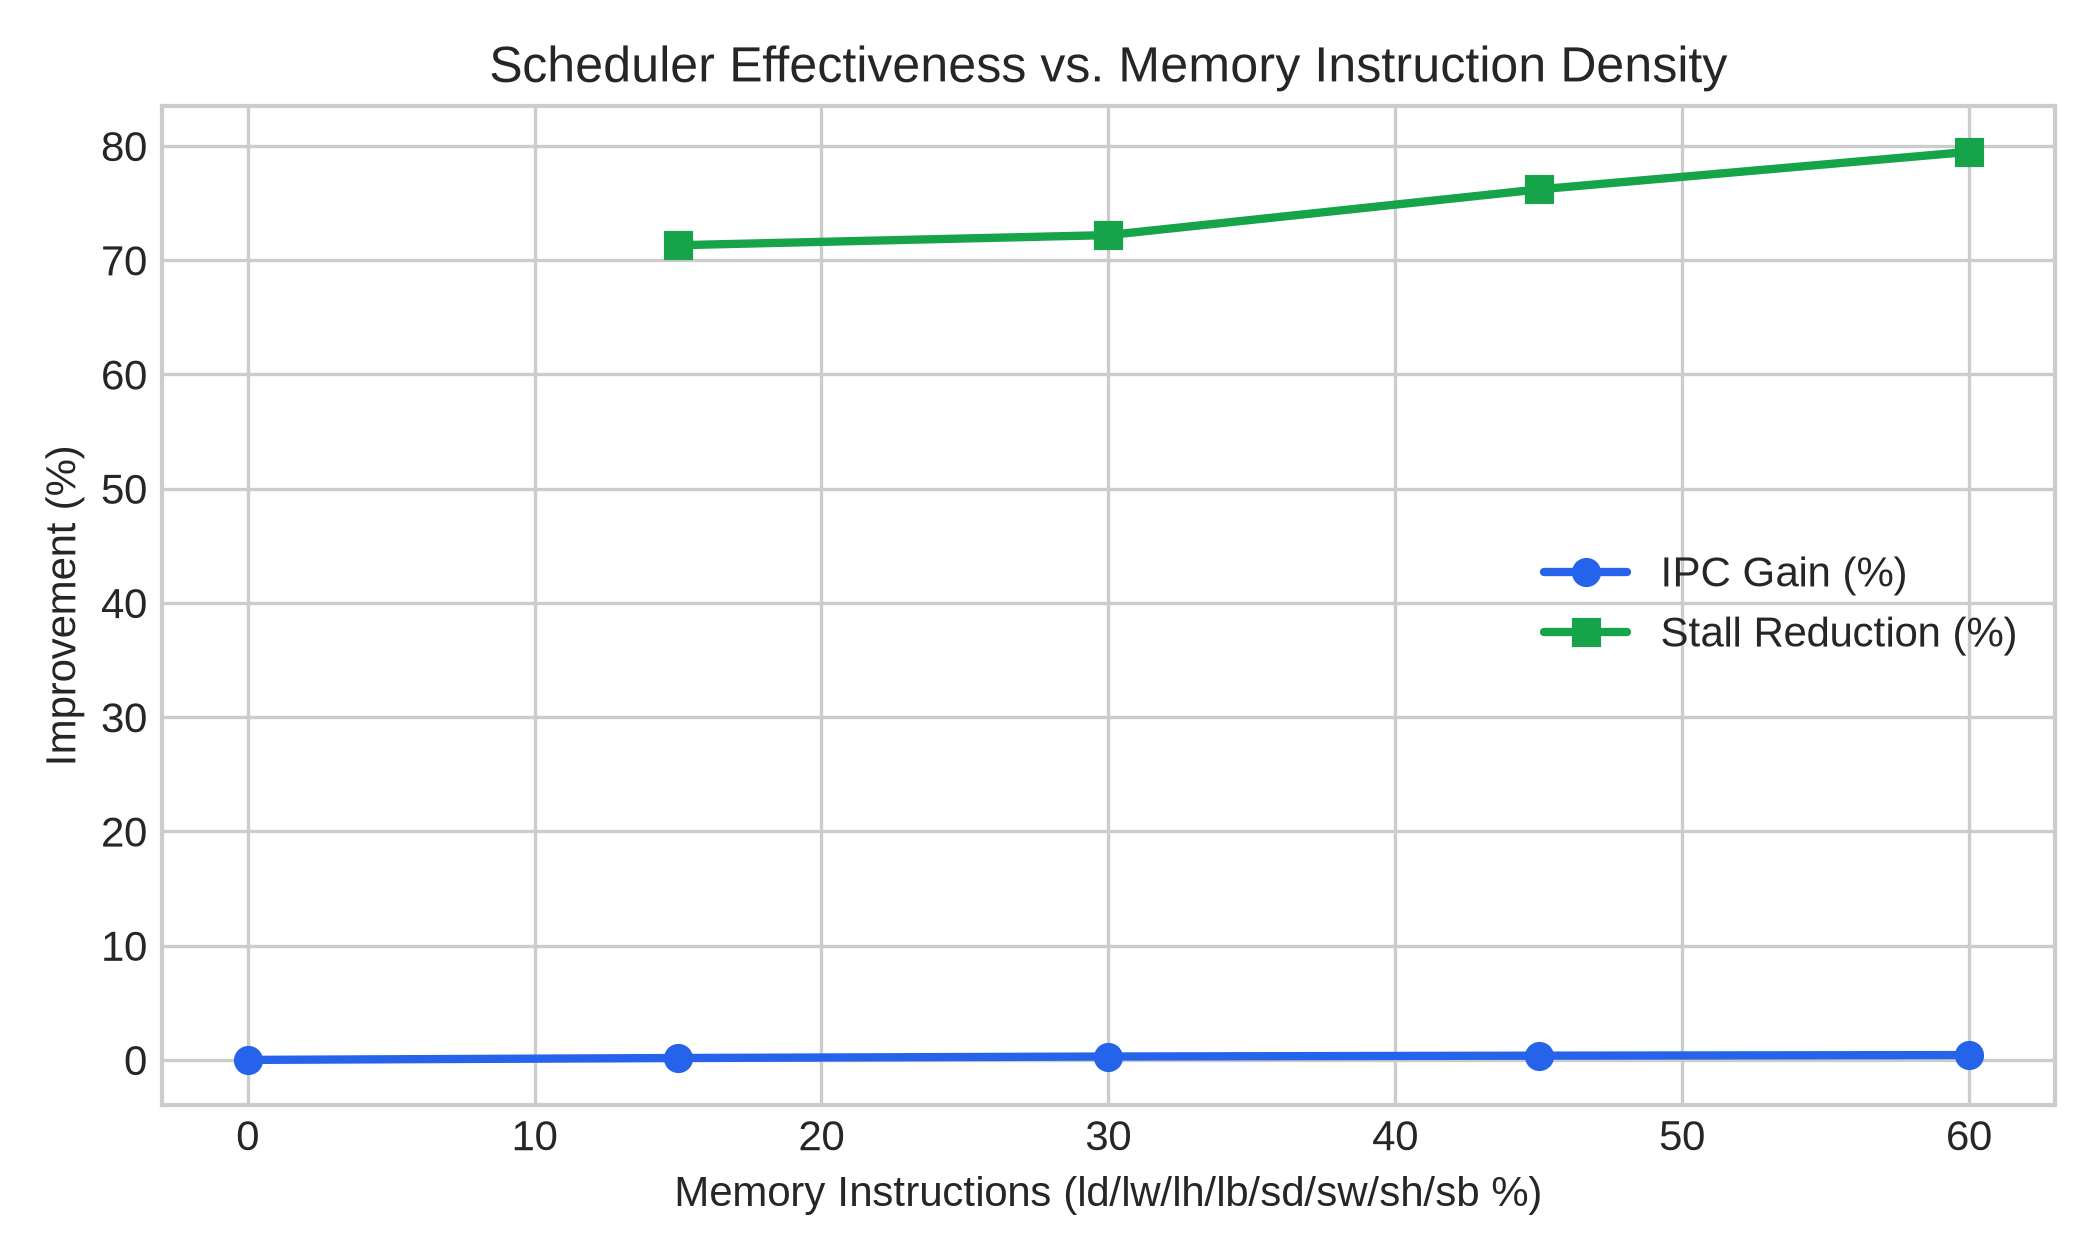 Scheduler Effectiveness vs. Memory Instruction Density
Improvement (%)
80
70
60
50
40
30
20
10
0
IPC Gain (%)
Stall Reduction (%)
0 10 20 30 40 50 60
Memory Instructions (ld/lw/lh/lb/sd/sw/sh/sb %)